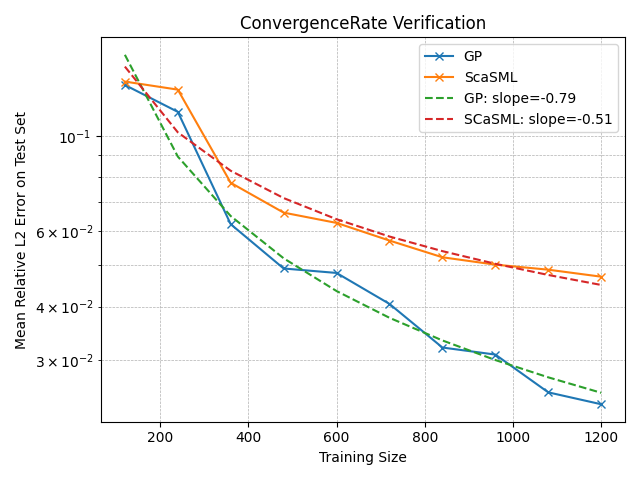 ConvergenceRate Verification
Mean Relative L2 Error on Test Set
10⁻¹
6 × 10⁻²
4 × 10⁻²
3 × 10⁻²
GP
ScaSML
GP: slope=-0.79
SCaSML: slope=-0.51
200 400 600 800 1000 1200
Training Size